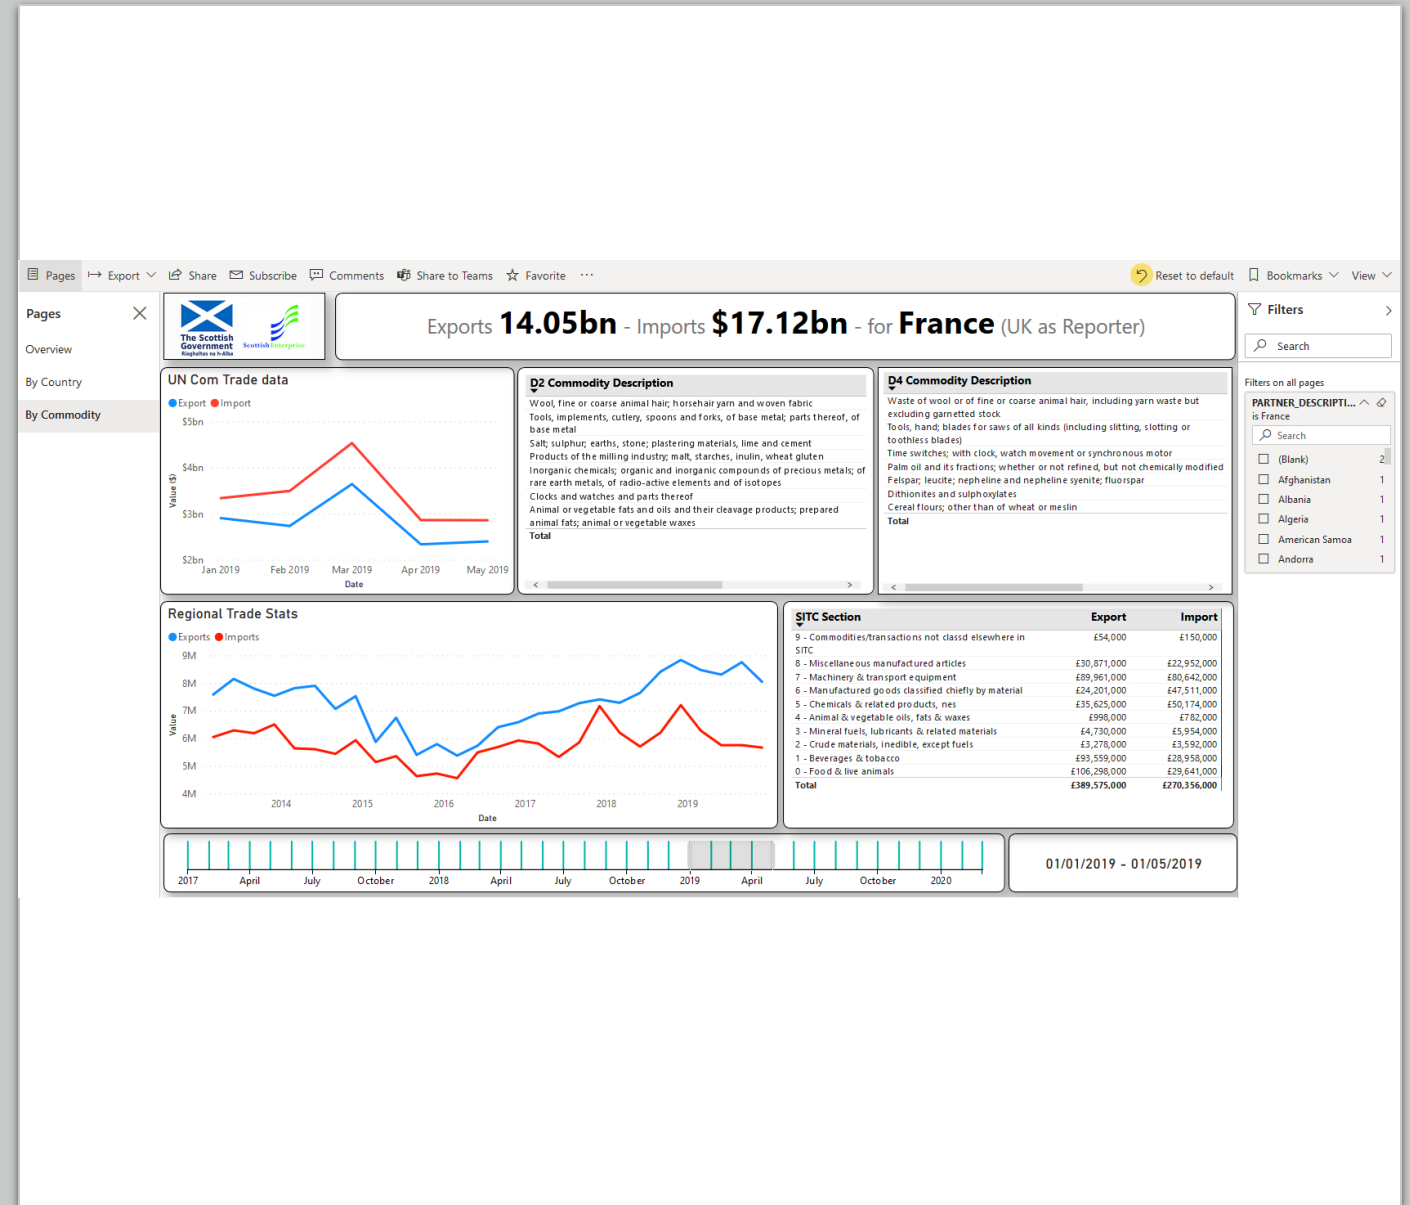 Pages Export Share Subscribe Comments Share to Teams Favorite ··· Reset to default Bookmarks View
Pages
Overview
By Country
By Commodity
The Scottish
Government
Riaghaltas na h-Alba
Scottish Enterprise
Exports 14.05bn - Imports $17.12bn - for France (UK as Reporter)
Filters
Search
Filters on all pages
PARTNER_DESCRIPTI...
is France
Search
(Blank) 2
Afghanistan 1
Albania 1
Algeria 1
American Samoa 1
Andorra 1
UN Com Trade data
Export Import
$5bn
$4bn
$3bn
$2bn
Value ($)
Jan 2019 Feb 2019 Mar 2019 Apr 2019 May 2019
Date
D2 Commodity Description
Wool, fine or coarse animal hair; horsehair yarn and woven fabric
Tools, implements, cutlery, spoons and forks, of base metal; parts thereof, of
base metal
Salt; sulphur; earths, stone; plastering materials, lime and cement
Products of the milling industry; malt, starches, inulin, wheat gluten
Inorganic chemicals; organic and inorganic compounds of precious metals; of
rare earth metals, of radio-active elements and of isotopes
Clocks and watches and parts thereof
Animal or vegetable fats and oils and their cleavage products; prepared
animal fats; animal or vegetable waxes
Total
D4 Commodity Description
Waste of wool or of fine or coarse animal hair, including yarn waste but
excluding garnetted stock
Tools, hand; blades for saws of all kinds (including slitting, slotting or
toothless blades)
Time switches; with clock, watch movement or synchronous motor
Palm oil and its fractions; whether or not refined, but not chemically modified
Felspar; leucite; nepheline and nepheline syenite; fluorspar
Dithionites and sulphoxylates
Cereal flours; other than of wheat or meslin
Total
Regional Trade Stats
Exports Imports
9M
8M
7M
6M
5M
4M
Value
2014 2015 2016 2017 2018 2019
Date
SITC Section Export Import
9 - Commodities/transactions not classd elsewhere in £54,000 £150,000
SITC
8 - Miscellaneous manufactured articles £30,871,000 £22,952,000
7 - Machinery & transport equipment £89,961,000 £80,642,000
6 - Manufactured goods classified chiefly by material £24,201,000 £47,511,000
5 - Chemicals & related products, nes £35,625,000 £50,174,000
4 - Animal & vegetable oils, fats & waxes £998,000 £782,000
3 - Mineral fuels, lubricants & related materials £4,730,000 £5,954,000
2 - Crude materials, inedible, except fuels £3,278,000 £3,592,000
1 - Beverages & tobacco £93,559,000 £28,958,000
0 - Food & live animals £106,298,000 £29,641,000
Total £389,575,000 £270,356,000
2017 April July October 2018 April July October 2019 April July October 2020
01/01/2019 - 01/05/2019